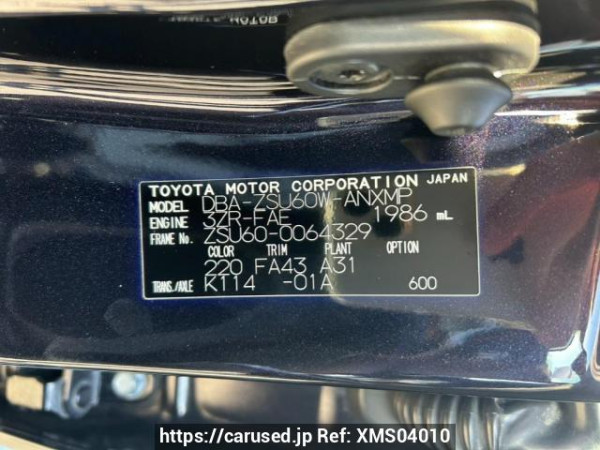 TOYOTA MOTOR CORPORATION JAPAN
MODEL DBA-ZSU60W-ANXMP
ENGINE 3ZR-FAE 1986 mL
FRAME No. ZSU60-0064329
COLOR TRIM PLANT OPTION
220 FA43 A31
TRANS./AXLE K114 -01A 600
https://carused.jp Ref: XMS04010